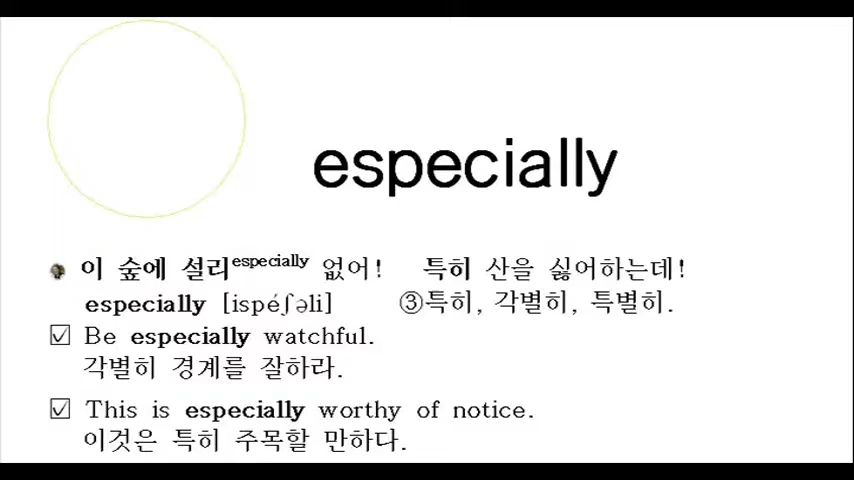 especially
이 숲에 설리especially 없어! 특히 산을 싫어하는데!
especially [ispéʃəli] ③특히, 각별히, 특별히.
☑ Be especially watchful.
각별히 경계를 잘하라.
☑ This is especially worthy of notice.
이것은 특히 주목할 만하다.